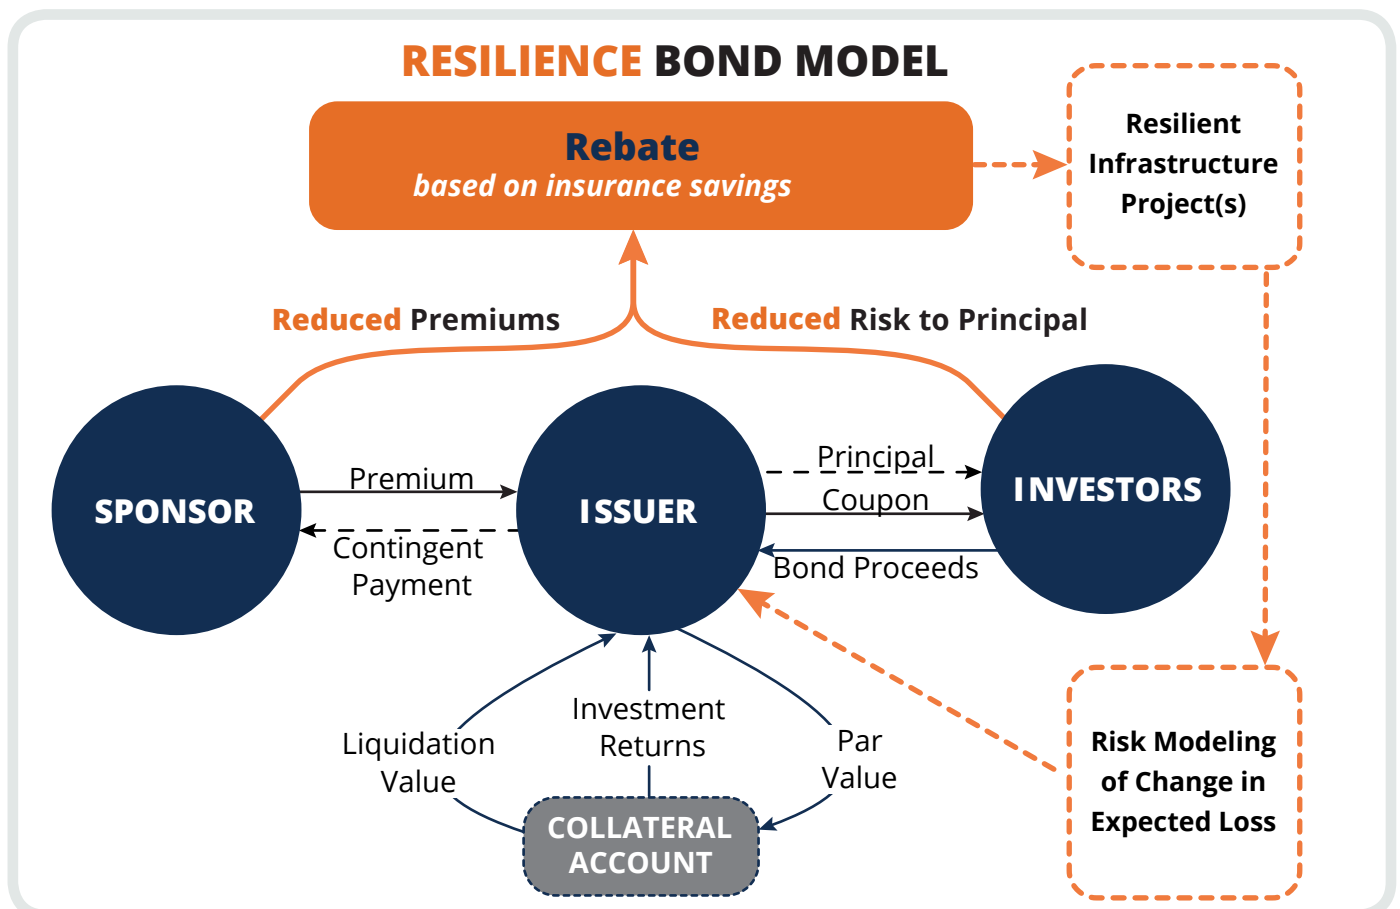 RESILIENCE BOND MODEL
Rebate
based on insurance savings
Resilient
Infrastructure
Project(s)
Reduced Premiums
Reduced Risk to Principal
SPONSOR
Premium
Contingent
Payment
ISSUER
Principal
Coupon
Bond Proceeds
INVESTORS
Liquidation
Value
Investment
Returns
Par
Value
COLLATERAL
ACCOUNT
Risk Modeling
of Change in
Expected Loss